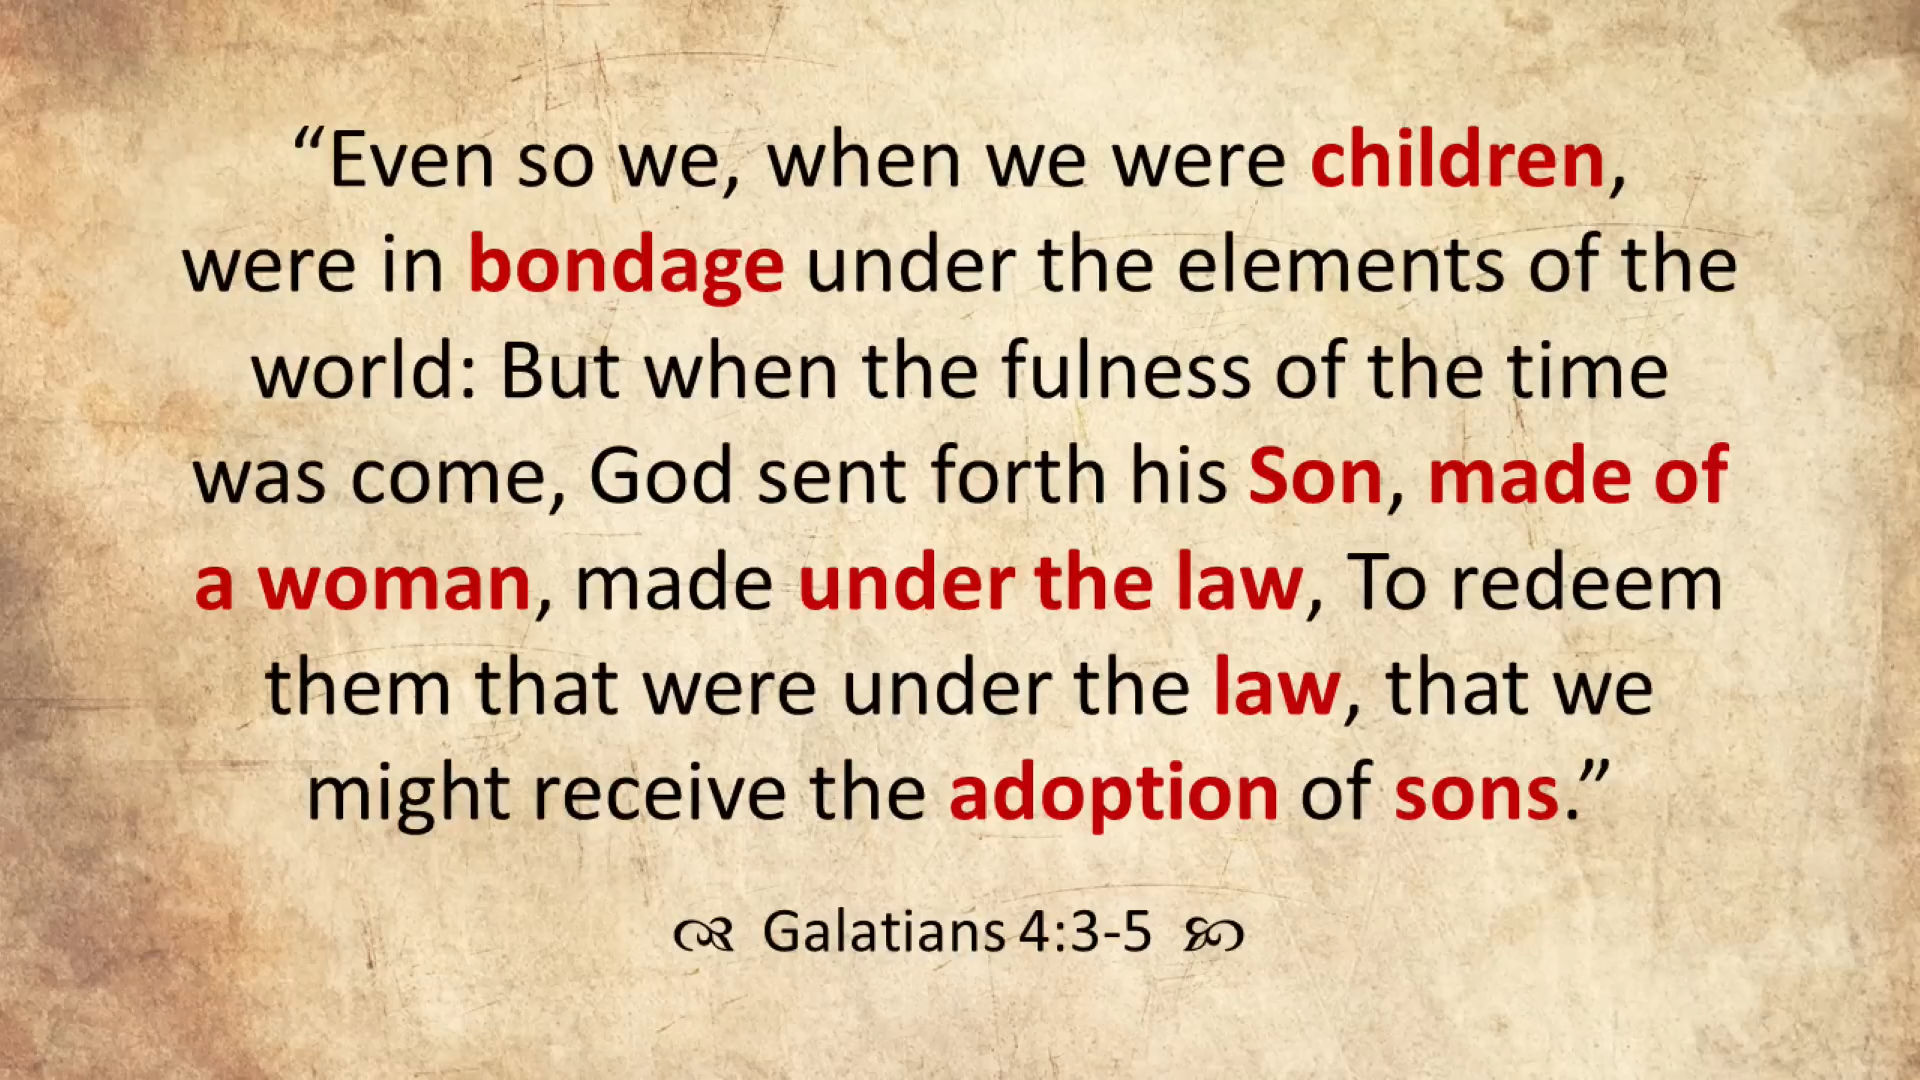 “Even so we, when we were children,
were in bondage under the elements of the
world: But when the fulness of the time
was come, God sent forth his Son, made of
a woman, made under the law, To redeem
them that were under the law, that we
might receive the adoption of sons.”
Galatians 4:3-5